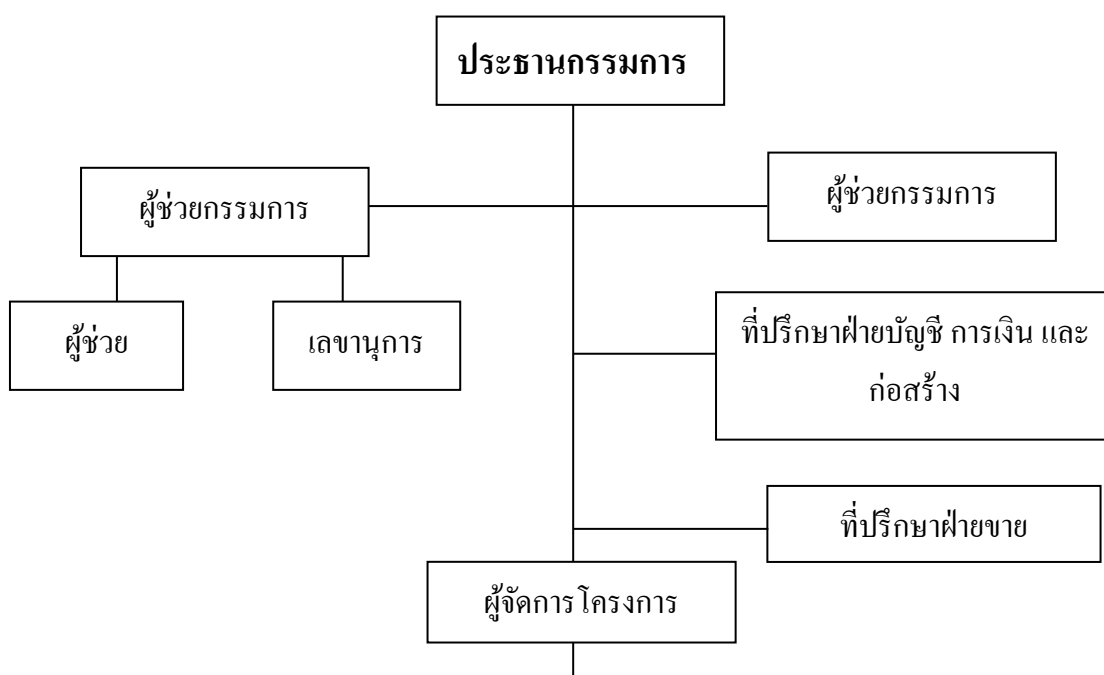 ประธานกรรมการ
ผู้ช่วยกรรมการ
ผู้ช่วยกรรมการ
ผู้ช่วย
เลขานุการ
ที่ปรึกษาฝ่ายบัญชี การเงิน และ
ก่อสร้าง
ที่ปรึกษาฝ่ายขาย
ผู้จัดการโครงการ